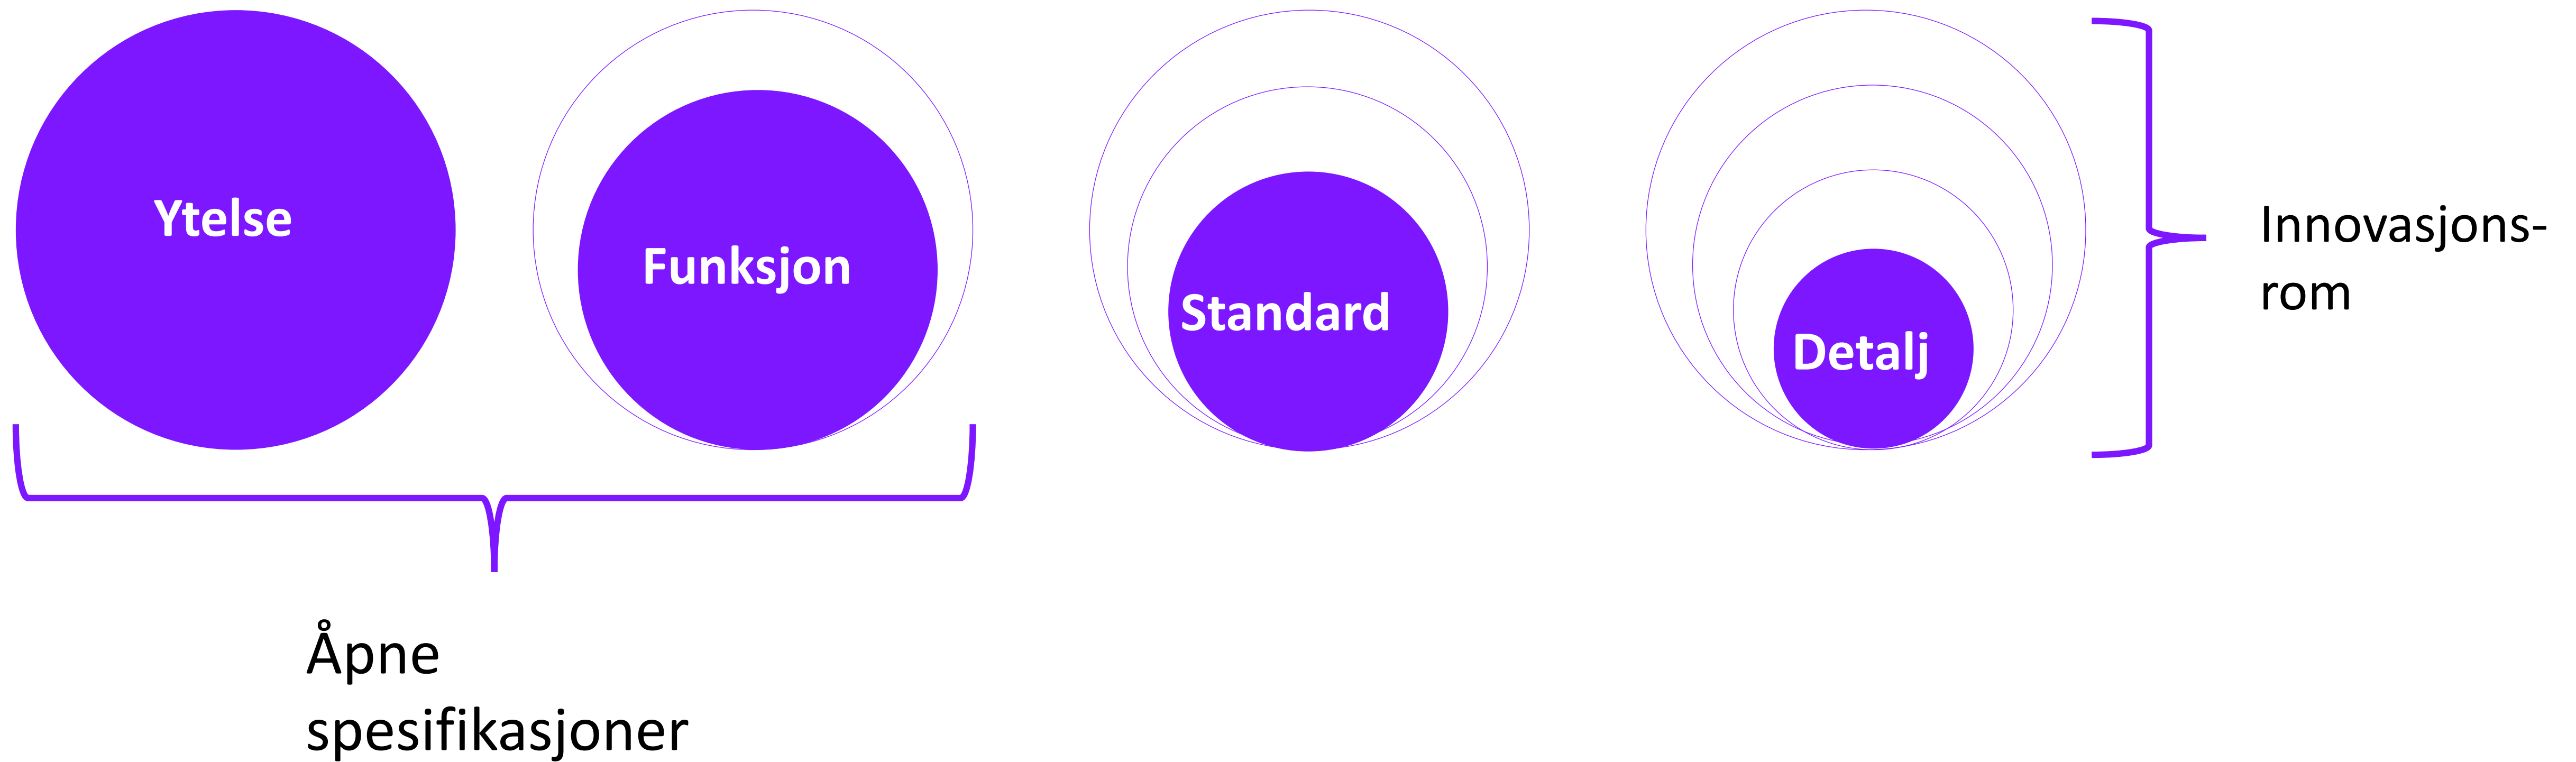 Ytelse
Funksjon
Standard
Detalj
Innovasjons-
rom
Åpne
spesifikasjoner